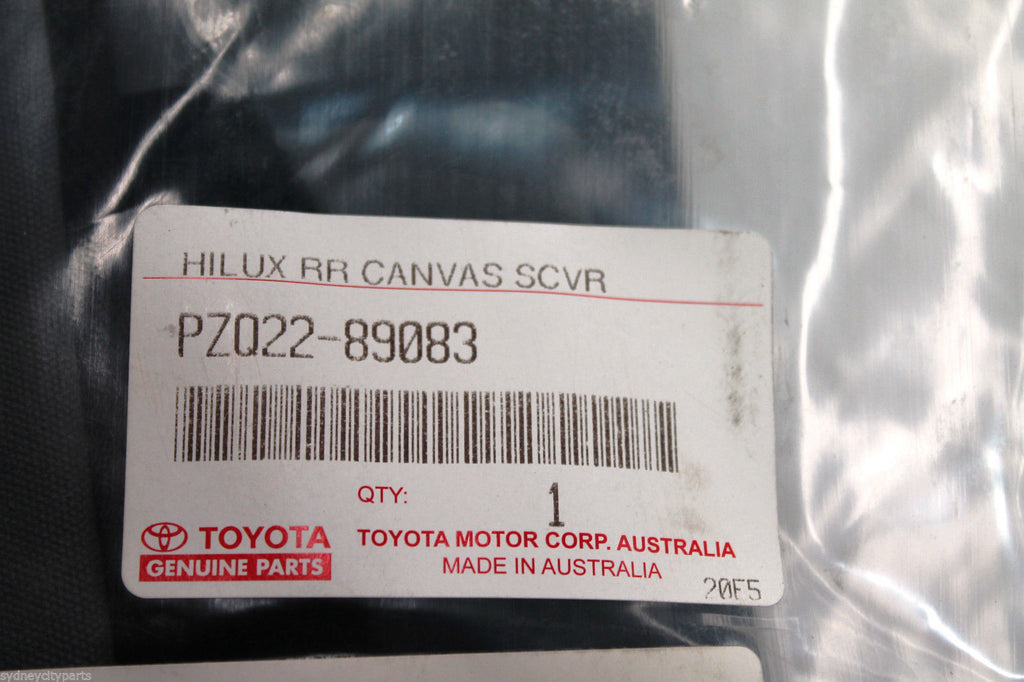 HILUX RR CANVAS SCVR
PZQ22-89083
QTY: 1
TOYOTA
GENUINE PARTS
TOYOTA MOTOR CORP. AUSTRALIA
MADE IN AUSTRALIA
20F5
sydneycityparts